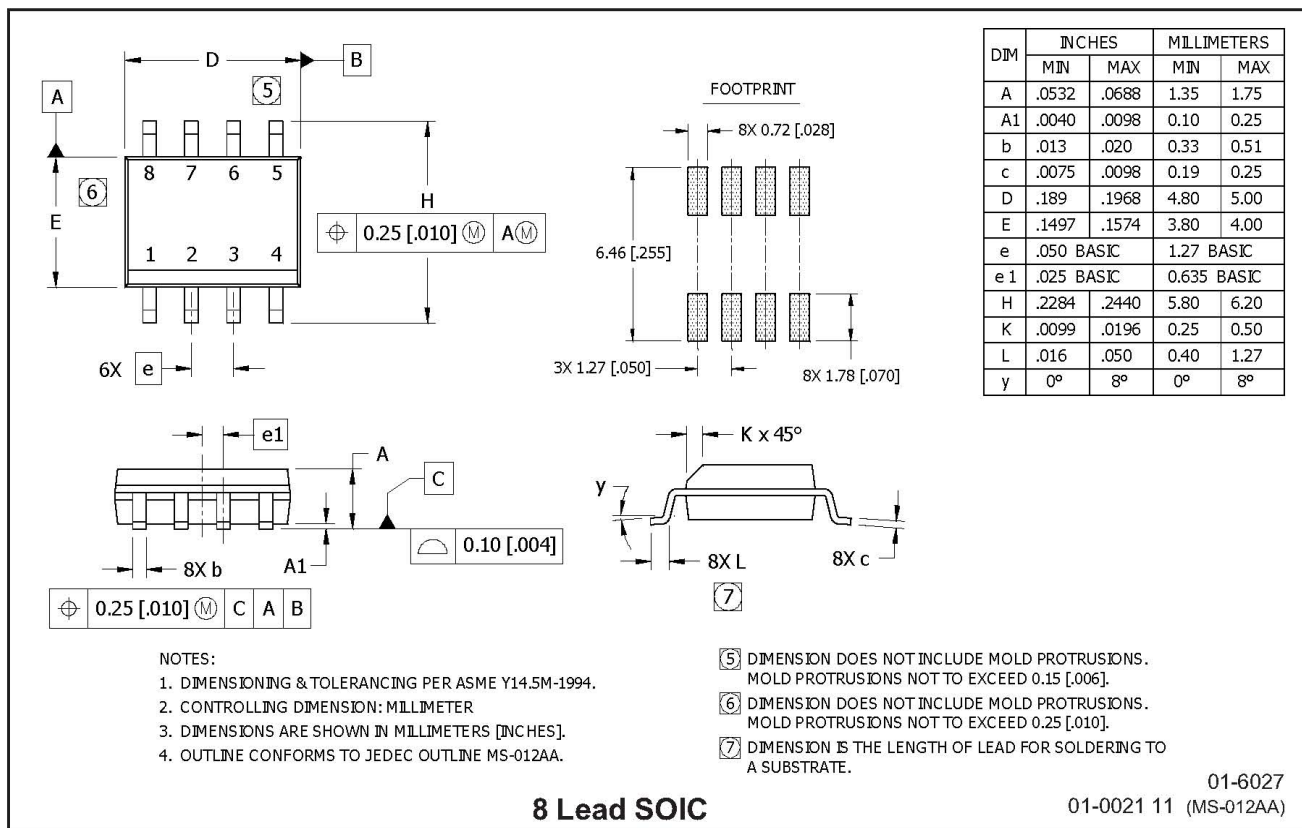 D
B
A
5
8 7 6 5
6
E
H
⌖ 0.25 [.010] Ⓜ A Ⓜ
1 2 3 4
6X e
FOOTPRINT
8X 0.72 [.028]
6.46 [.255]
3X 1.27 [.050]
8X 1.78 [.070]
DIM INCHES MILLIMETERS
MIN MAX MIN MAX
A .0532 .0688 1.35 1.75
A1 .0040 .0098 0.10 0.25
b .013 .020 0.33 0.51
c .0075 .0098 0.19 0.25
D .189 .1968 4.80 5.00
E .1497 .1574 3.80 4.00
e .050 BASIC 1.27 BASIC
e 1 .025 BASIC 0.635 BASIC
H .2284 .2440 5.80 6.20
K .0099 .0196 0.25 0.50
L .016 .050 0.40 1.27
y 0° 8° 0° 8°
e1
A
C
0.10 [.004]
8X b
A1
⌖ 0.25 [.010] Ⓜ C A B
K x 45°
y
8X L
8X c
7
NOTES:
1. DIMENSIONING & TOLERANCING PER ASME Y14.5M-1994.
2. CONTROLLING DIMENSION: MILLIMETER
3. DIMENSIONS ARE SHOWN IN MILLIMETERS [INCHES].
4. OUTLINE CONFORMS TO JEDEC OUTLINE MS-012AA.
5 DIMENSION DOES NOT INCLUDE MOLD PROTRUSIONS.
MOLD PROTRUSIONS NOT TO EXCEED 0.15 [.006].
6 DIMENSION DOES NOT INCLUDE MOLD PROTRUSIONS.
MOLD PROTRUSIONS NOT TO EXCEED 0.25 [.010].
7 DIMENSION IS THE LENGTH OF LEAD FOR SOLDERING TO
A SUBSTRATE.
8 Lead SOIC
01-6027
01-0021 11 (MS-012AA)